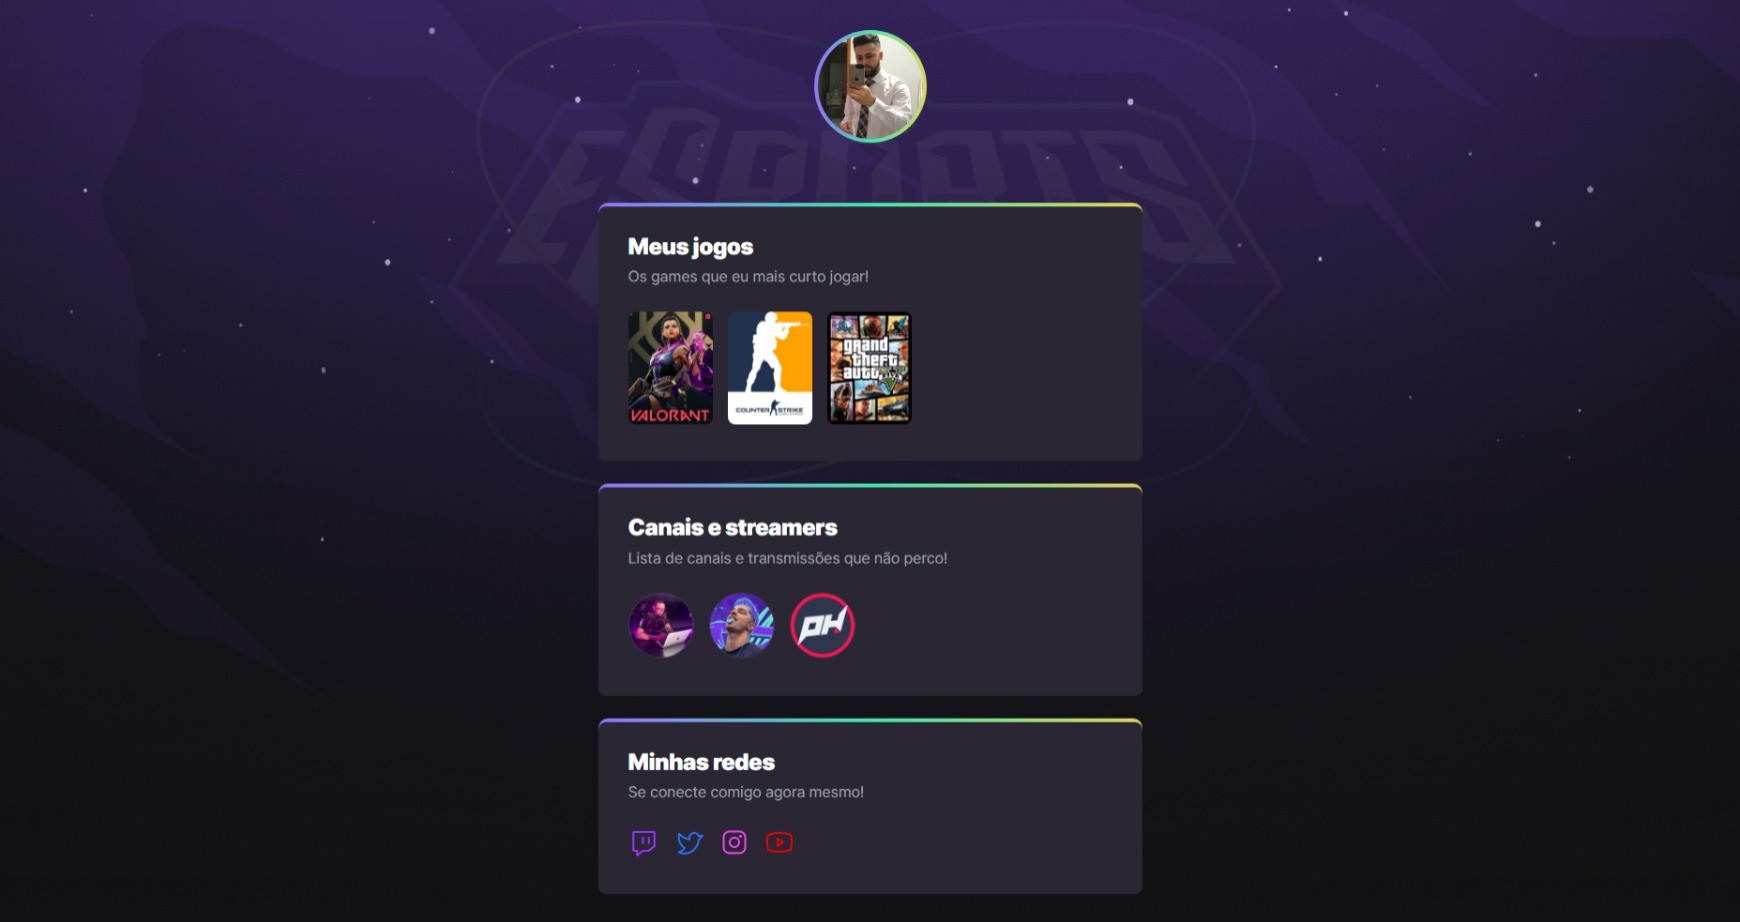 ESPORTS
Meus jogos
Os games que eu mais curto jogar!
VALORANT
COUNTER STRIKE
grand
theft
auto
V
Canais e streamers
Lista de canais e transmissões que não perco!
PH
Minhas redes
Se conecte comigo agora mesmo!